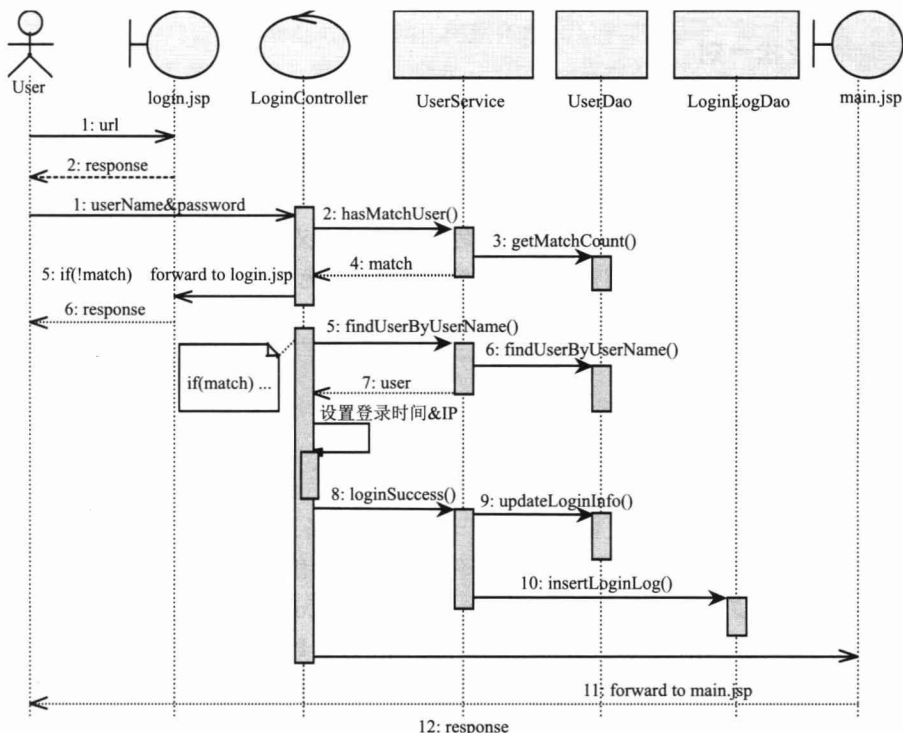 User
login.jsp
LoginController
UserService
UserDao
LoginLogDao
main.jsp
1: url
2: response
1: userName&password
2: hasMatchUser()
3: getMatchCount()
4: match
5: if(!match) forward to login.jsp
6: response
5: findUserByUserName()
6: findUserByUserName()
if(match) ...
7: user
设置登录时间&IP
8: loginSuccess()
9: updateLoginInfo()
10: insertLoginLog()
11: forward to main.jsp
12: response